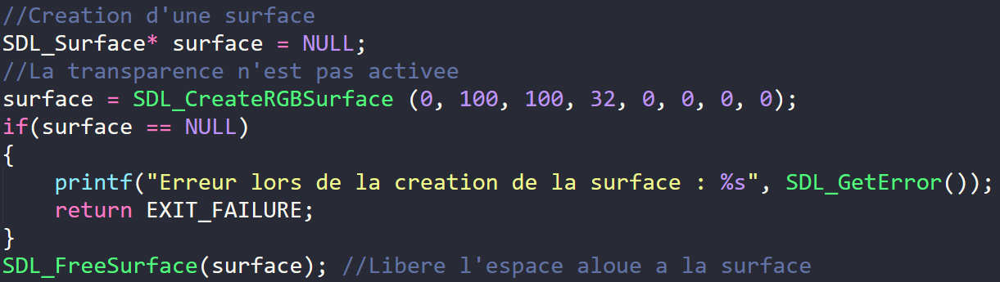 //Creation d'une surface
SDL_Surface* surface = NULL;
//La transparence n'est pas activee
surface = SDL_CreateRGBSurface (0, 100, 100, 32, 0, 0, 0, 0);
if(surface == NULL)
{
    printf("Erreur lors de la creation de la surface : %s", SDL_GetError());
    return EXIT_FAILURE;
}
SDL_FreeSurface(surface); //Libere l'espace aloue a la surface